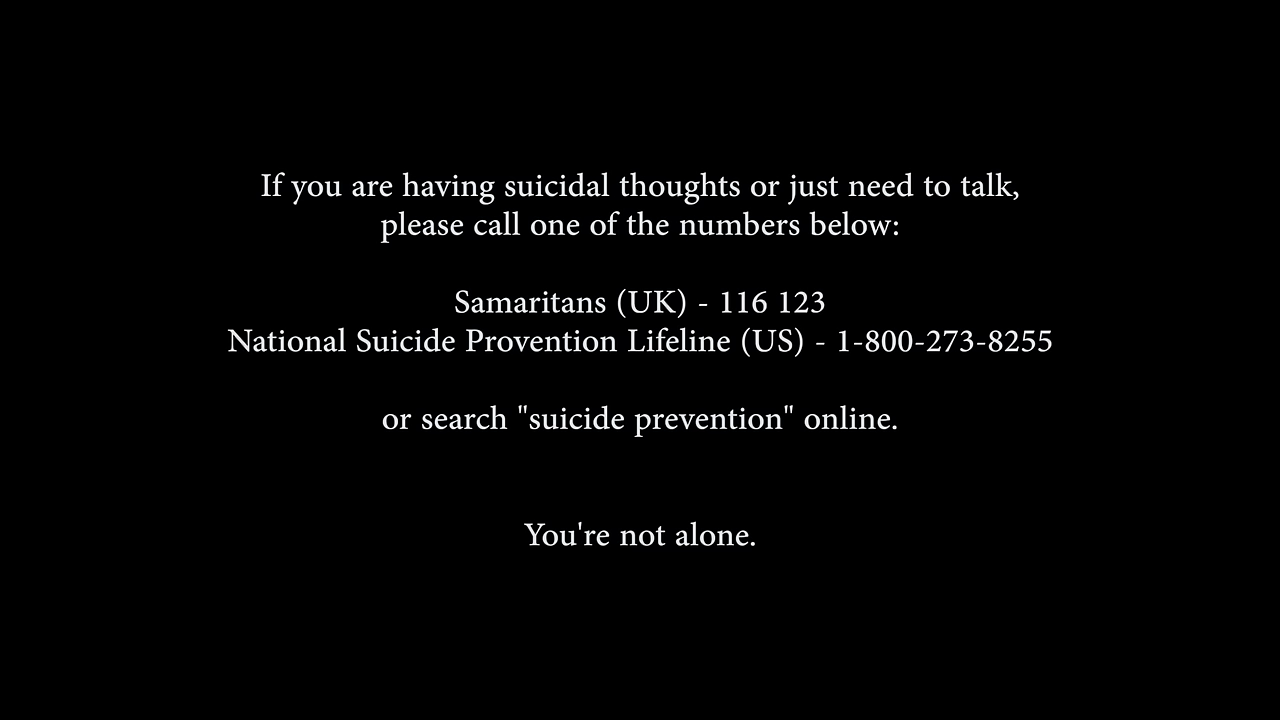 If you are having suicidal thoughts or just need to talk,
please call one of the numbers below:
Samaritans (UK) - 116 123
National Suicide Provention Lifeline (US) - 1-800-273-8255
or search "suicide prevention" online.
You're not alone.